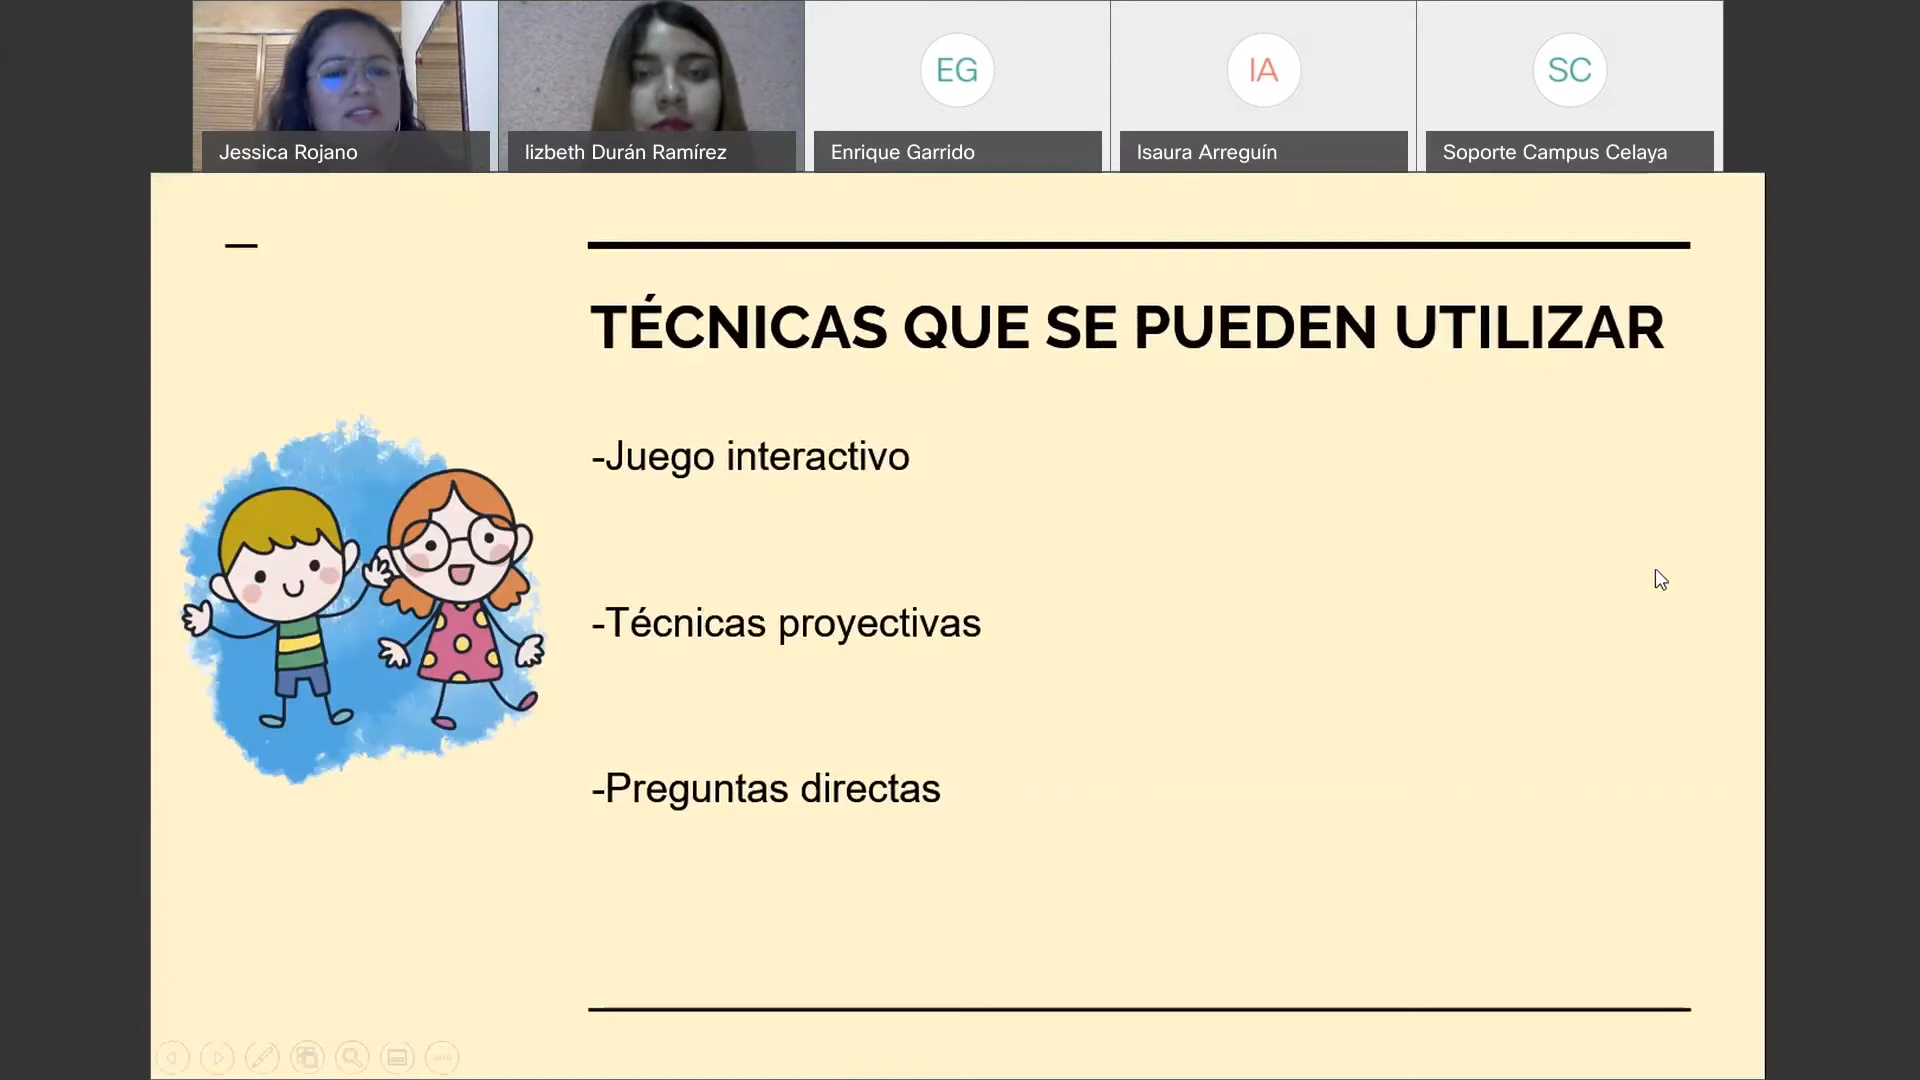 EG
IA
SC
Jessica Rojano
lizbeth Durán Ramírez
Enrique Garrido
Isaura Arreguín
Soporte Campus Celaya
TÉCNICAS QUE SE PUEDEN UTILIZAR
-Juego interactivo
-Técnicas proyectivas
-Preguntas directas